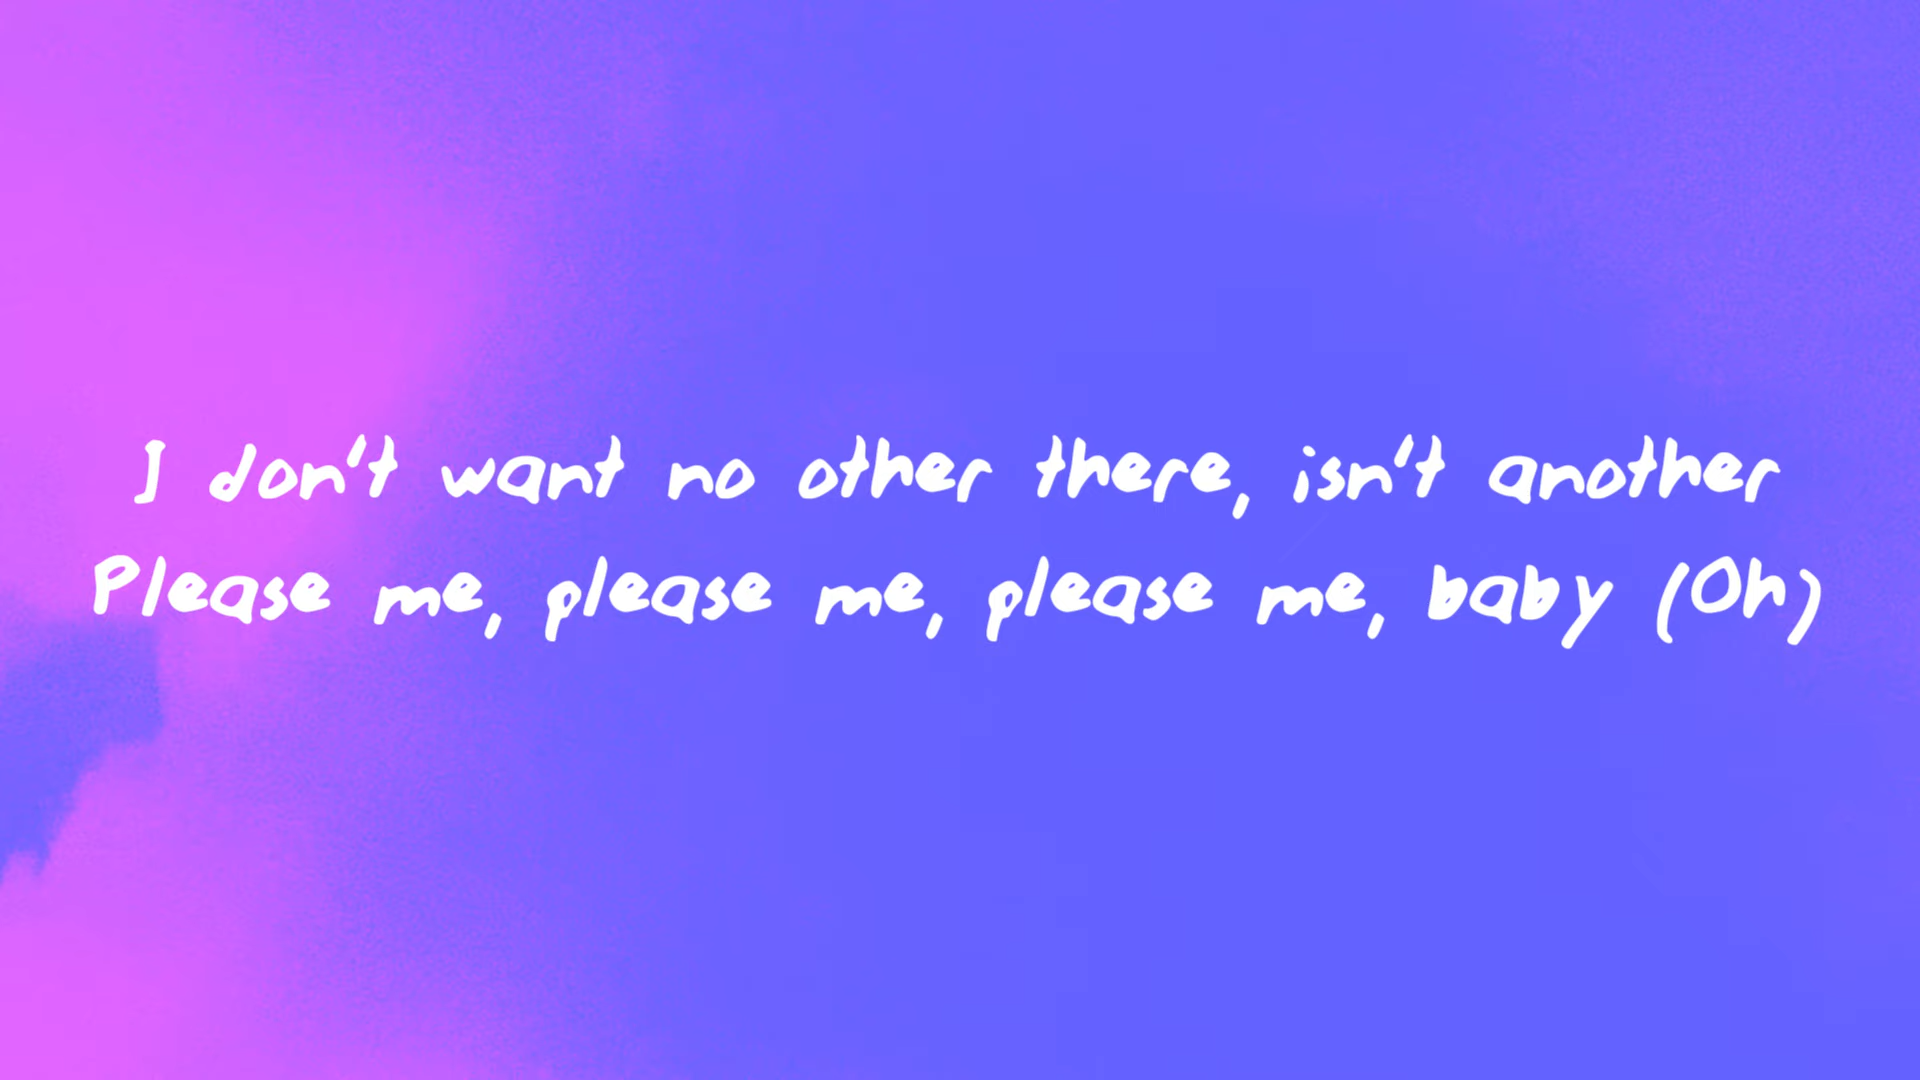 I don't want no other there, isn't another
Please me, please me, please me, baby (Oh)